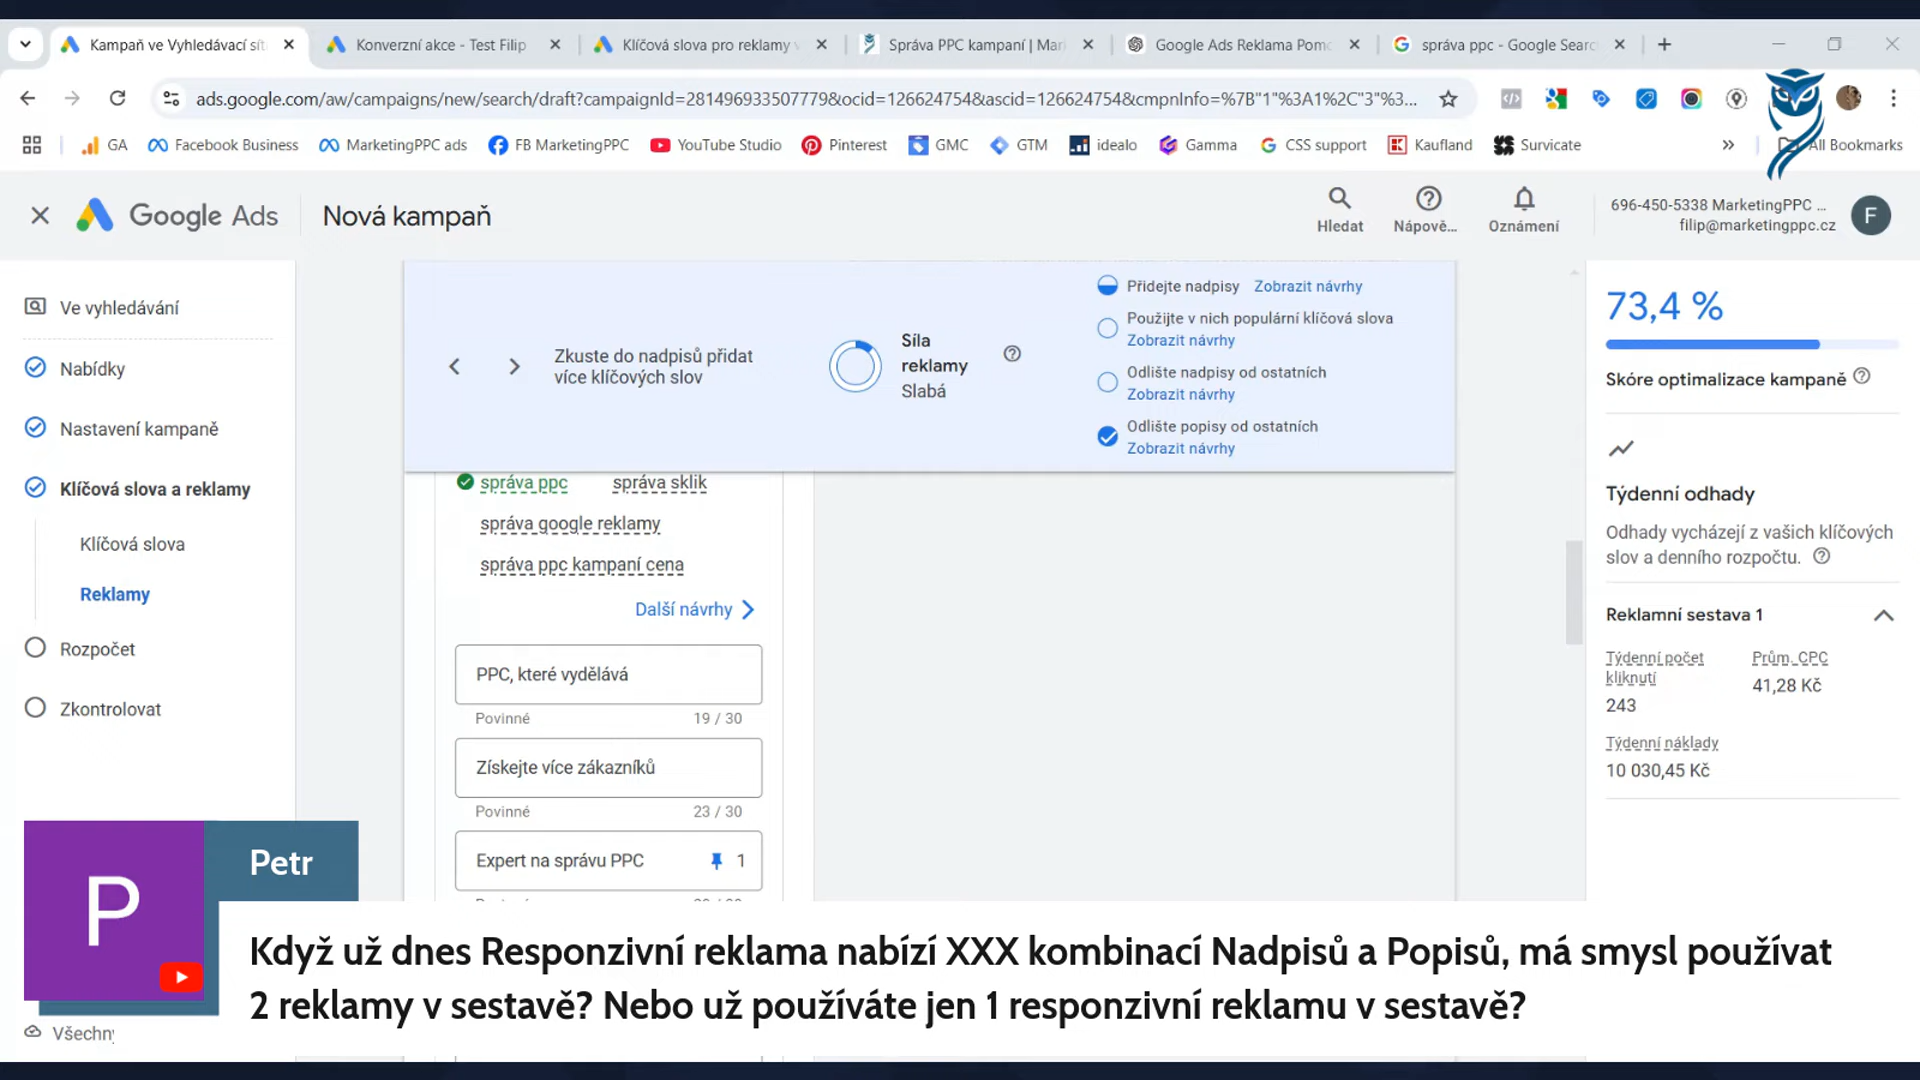 Kampaň ve Vyhledávací sít
Konverzní akce - Test Filip
Klíčová slova pro reklamy v
Správa PPC kampaní | Mar
Google Ads Reklama Pomo
správa ppc - Google Searc
ads.google.com/aw/campaigns/new/search/draft?campaignId=281496933507779&ocid=126624754&ascid=126624754&cmpnInfo=%7B"1"%3A1%2C"3"%3...
GA
Facebook Business
MarketingPPC ads
FB MarketingPPC
YouTube Studio
Pinterest
GMC
GTM
idealo
Gamma
CSS support
Kaufland
Survicate
All Bookmarks
Google Ads
Nová kampaň
Hledat
Nápově...
Oznámení
696-450-5338 MarketingPPC ...
filip@marketingppc.cz
F
Ve vyhledávání
Nabídky
Nastavení kampaně
Klíčová slova a reklamy
Klíčová slova
Reklamy
Rozpočet
Zkontrolovat
Zkuste do nadpisů přidat
více klíčových slov
Síla
reklamy
Slabá
Přidejte nadpisy Zobrazit návrhy
Použijte v nich populární klíčová slova
Zobrazit návrhy
Odlište nadpisy od ostatních
Zobrazit návrhy
Odlište popisy od ostatních
Zobrazit návrhy
správa ppc
správa sklik
správa google reklamy
správa ppc kampaní cena
Další návrhy
PPC, které vydělává
Povinné 19 / 30
Získejte více zákazníků
Povinné 23 / 30
Expert na správu PPC 1
73,4 %
Skóre optimalizace kampaně
Týdenní odhady
Odhady vycházejí z vašich klíčových
slov a denního rozpočtu.
Reklamní sestava 1
Týdenní počet
kliknutí
243
Prům. CPC
41,28 Kč
Týdenní náklady
10 030,45 Kč
P
Petr
Když už dnes Responzivní reklama nabízí XXX kombinací Nadpisů a Popisů, má smysl používat
2 reklamy v sestavě? Nebo už používáte jen 1 responzivní reklamu v sestavě?
Všechny